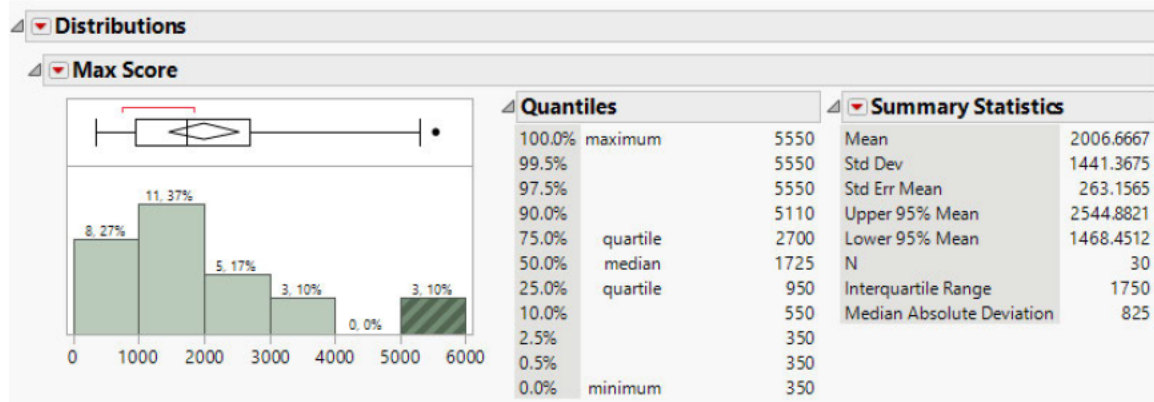 Distributions
Max Score
8, 27%
11, 37%
5, 17%
3, 10%
0, 0%
3, 10%
0 1000 2000 3000 4000 5000 6000
Quantiles
100.0% maximum 5550
99.5% 5550
97.5% 5550
90.0% 5110
75.0% quartile 2700
50.0% median 1725
25.0% quartile 950
10.0% 550
2.5% 350
0.5% 350
0.0% minimum 350
Summary Statistics
Mean 2006.6667
Std Dev 1441.3675
Std Err Mean 263.1565
Upper 95% Mean 2544.8821
Lower 95% Mean 1468.4512
N 30
Interquartile Range 1750
Median Absolute Deviation 825